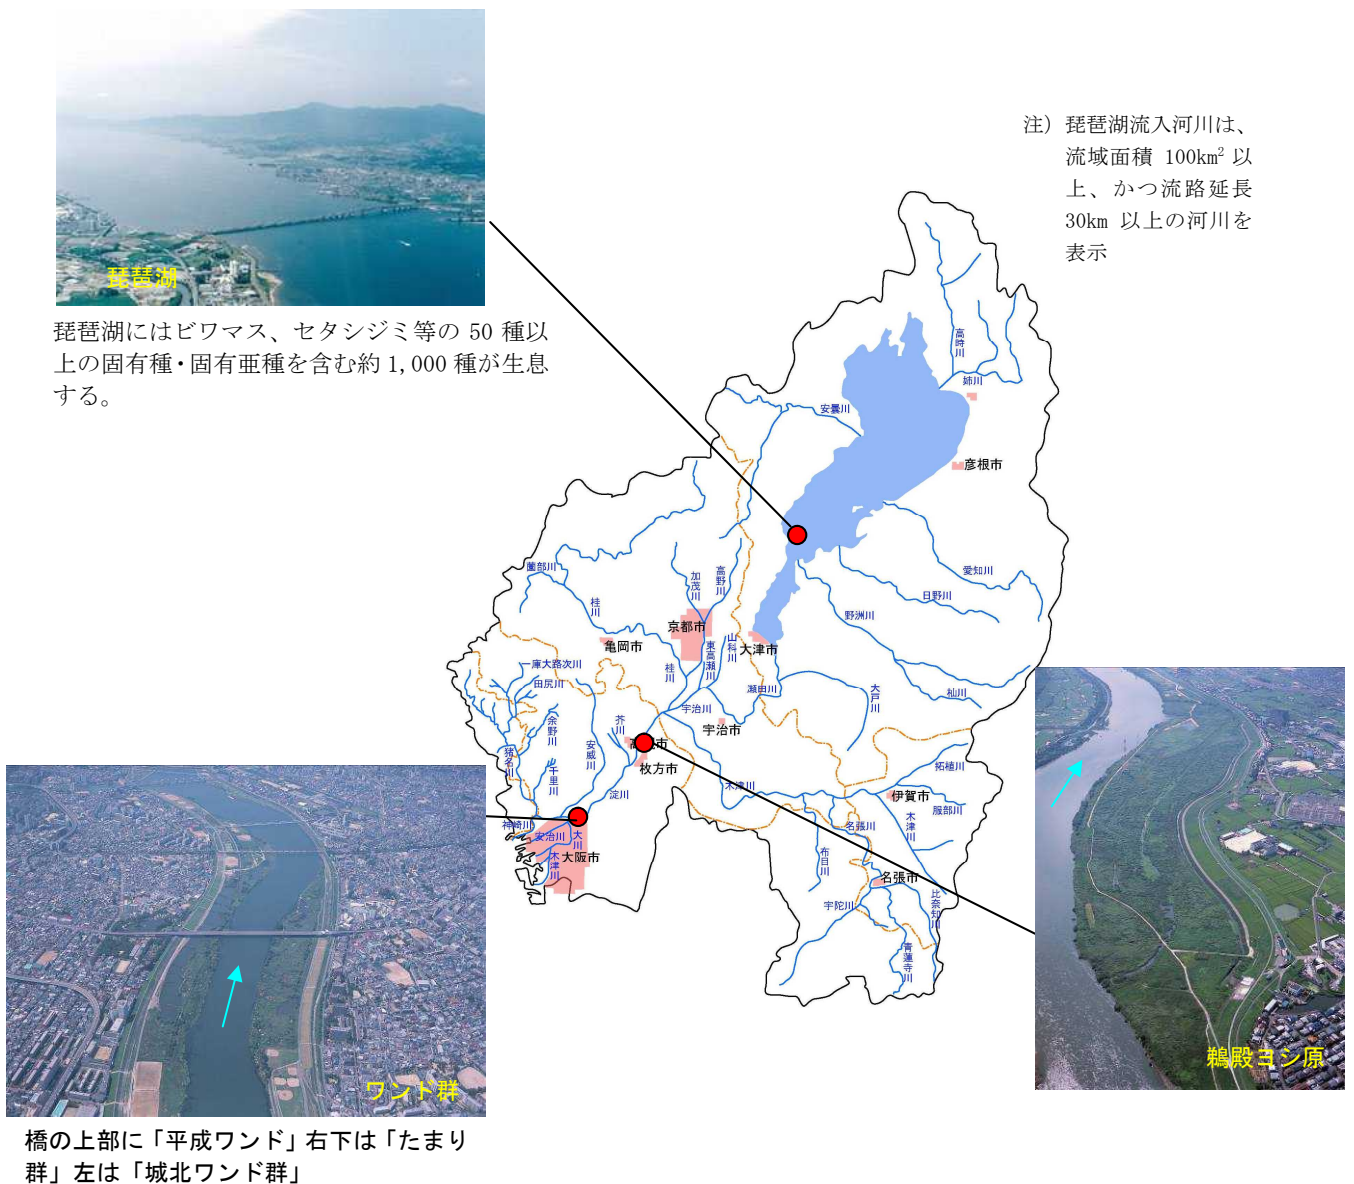 琵琶湖
琵琶湖にはビワマス、セタシジミ等の 50 種以
上の固有種・固有亜種を含む約 1,000 種が生息
する。
注) 琵琶湖流入河川は、
流域面積 100km² 以
上、かつ流路延長
30km 以上の河川を
表示
高時川
姉川
安曇川
彦根市
愛知川
日野川
野洲川
杣川
大戸川
薗部川
桂川
加茂川
高野川
京都市
亀岡市
桂川
東高瀬川
山科川
大津市
瀬田川
宇治川
宇治市
一庫大路次川
田尻川
余野川
猪名川
千里川
安威川
芥川
枚方市
淀川
神崎川
安治川
大川
木津川
大阪市
木津川
拓植川
伊賀市
服部川
木津川
名張川
布目川
名張市
宇陀川
比奈知川
青蓮寺川
ワンド群
橋の上部に「平成ワンド」右下は「たまり
群」左は「城北ワンド群」
鵜殿ヨシ原